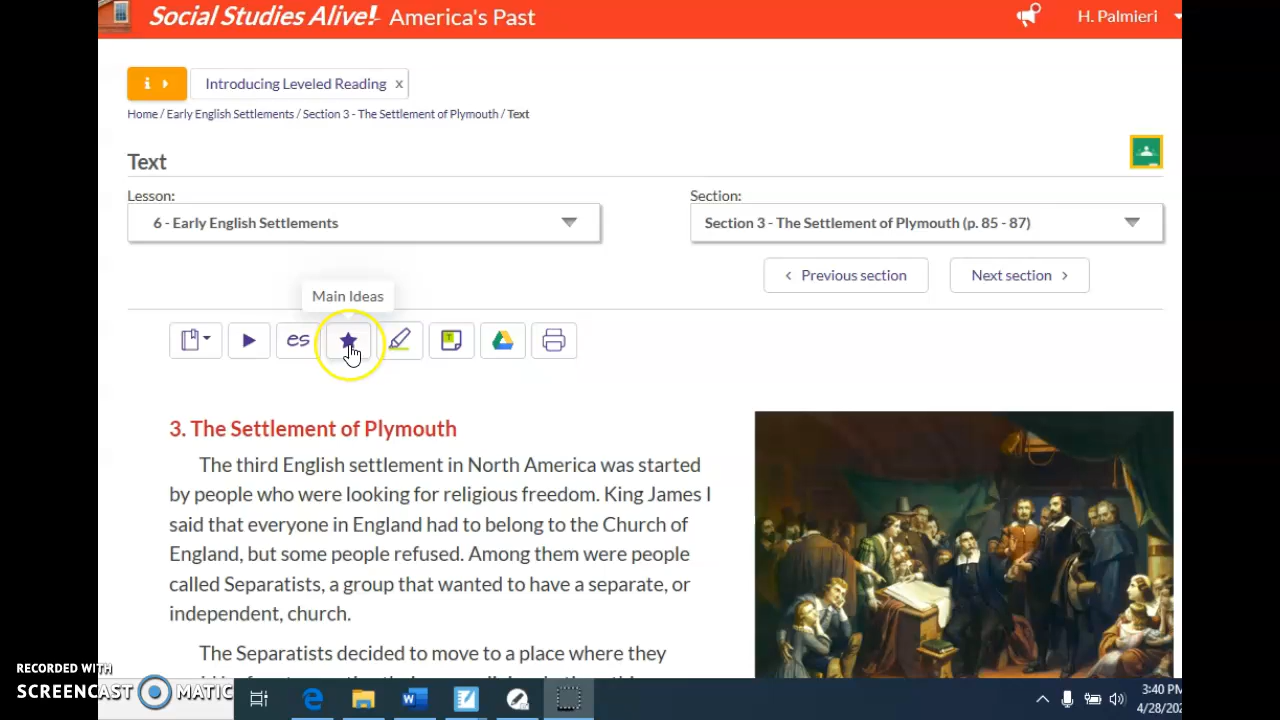 Social Studies Alive! America's Past
H. Palmieri
i
Introducing Leveled Reading x
Home / Early English Settlements / Section 3 - The Settlement of Plymouth / Text
Text
Lesson:
Section:
6 - Early English Settlements
Section 3 - The Settlement of Plymouth (p. 85 - 87)
Previous section
Next section
Main Ideas
es
T
3. The Settlement of Plymouth
The third English settlement in North America was started
by people who were looking for religious freedom. King James I
said that everyone in England had to belong to the Church of
England, but some people refused. Among them were people
called Separatists, a group that wanted to have a separate, or
independent, church.
The Separatists decided to move to a place where they
RECORDED WITH
SCREENCAST MATIC
3:40 PM
4/28/202